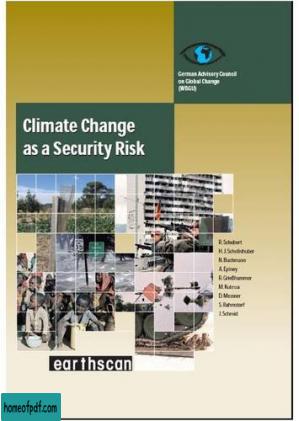 German Advisory Council
on Global Change
(WBGU)
Climate Change
as a Security Risk
R. Schubert
H. J. Schellnhuber
N. Buchmann
A. Epiney
R. Grießhammer
M. Kulessa
D. Messner
S. Rahmstorf
J. Schmid
earthscan
homeofpdf.com